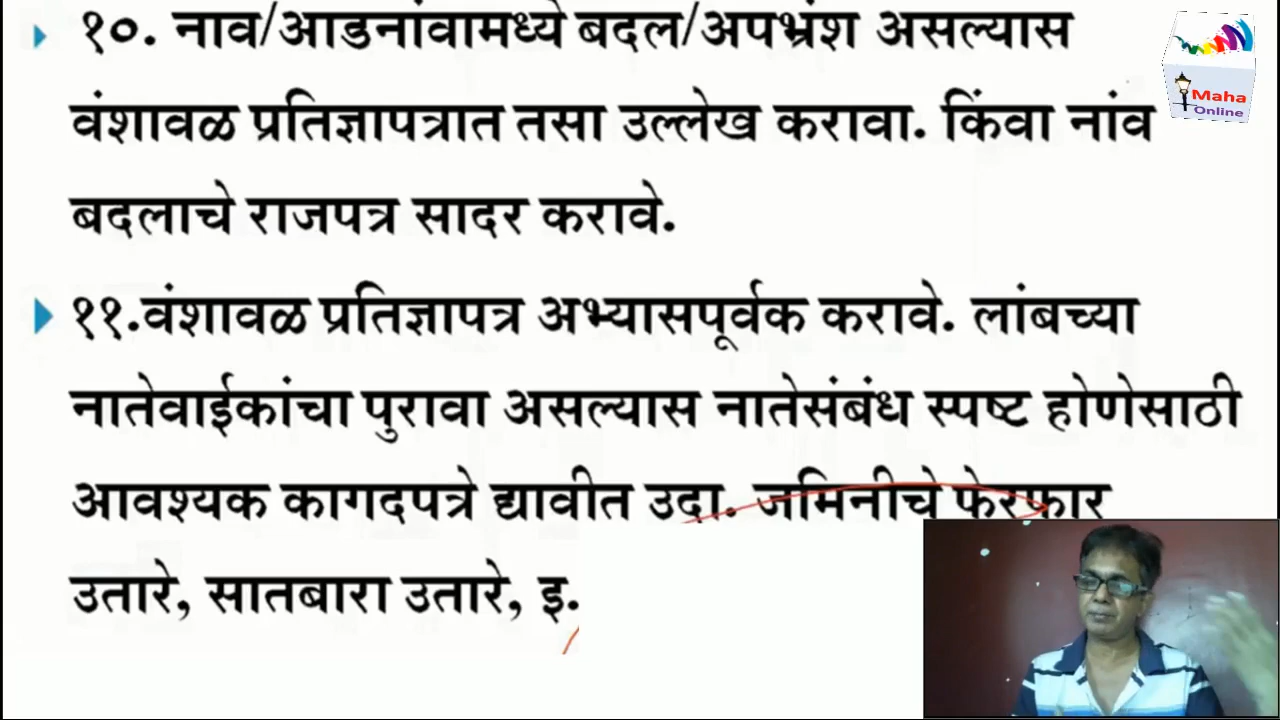 १०. नाव/आडनांवामध्ये बदल/अपभ्रंश असल्यास
वंशावळ प्रतिज्ञापत्रात तसा उल्लेख करावा. किंवा नांव
बदलाचे राजपत्र सादर करावे.
११.वंशावळ प्रतिज्ञापत्र अभ्यासपूर्वक करावे. लांबच्या
नातेवाईकांचा पुरावा असल्यास नातेसंबंध स्पष्ट होणेसाठी
आवश्यक कागदपत्रे द्यावीत उदा. जमिनीचे फेरफार
उतारे, सातबारा उतारे, इ.
Maha
Online